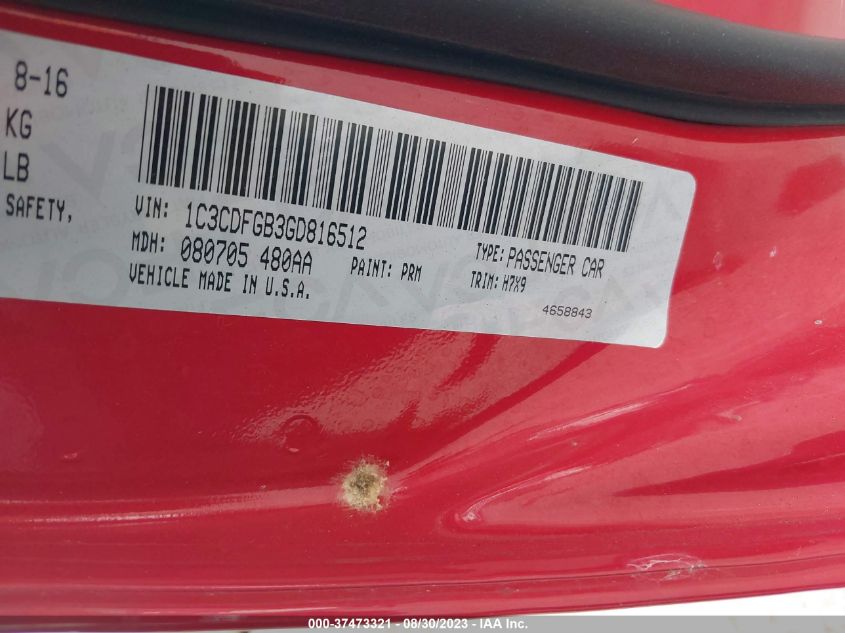 8-16
KG
LB
SAFETY,
VIN: 1C3CDFGB3GD816512
TYPE: PASSENGER CAR
MDH: 080705 480AA
PAINT: PRM
TRIM: H7X9
VEHICLE MADE IN U.S.A.
4658843
000-37473321 - 08/30/2023 - IAA Inc.